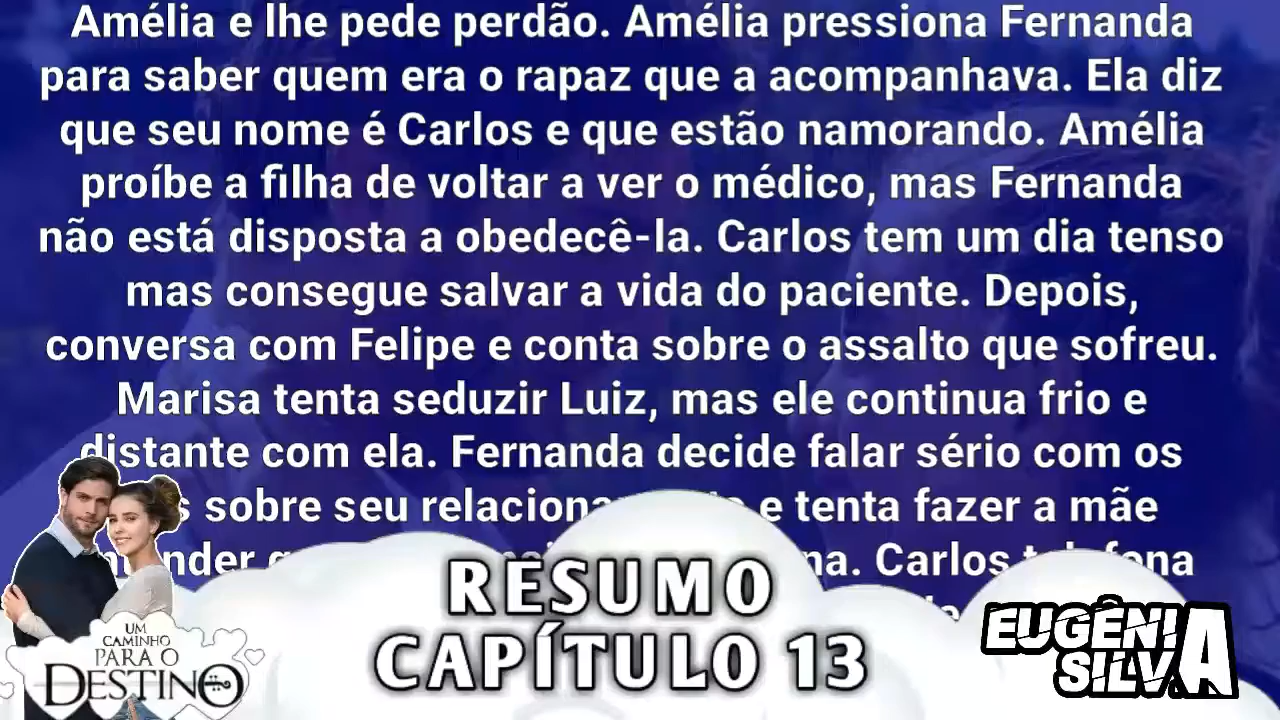 Amélia e lhe pede perdão. Amélia pressiona Fernanda
para saber quem era o rapaz que a acompanhava. Ela diz
que seu nome é Carlos e que estão namorando. Amélia
proíbe a filha de voltar a ver o médico, mas Fernanda
não está disposta a obedecê-la. Carlos tem um dia tenso
mas consegue salvar a vida do paciente. Depois,
conversa com Felipe e conta sobre o assalto que sofreu.
Marisa tenta seduzir Luiz, mas ele continua frio e
distante com ela. Fernanda decide falar sério com os
sobre seu e tenta fazer a mãe
Carlos
RESUMO
CAPÍTULO 13
UM
CAMINHO
PARA O
DESTINO
EUGÊNIA
SILVA